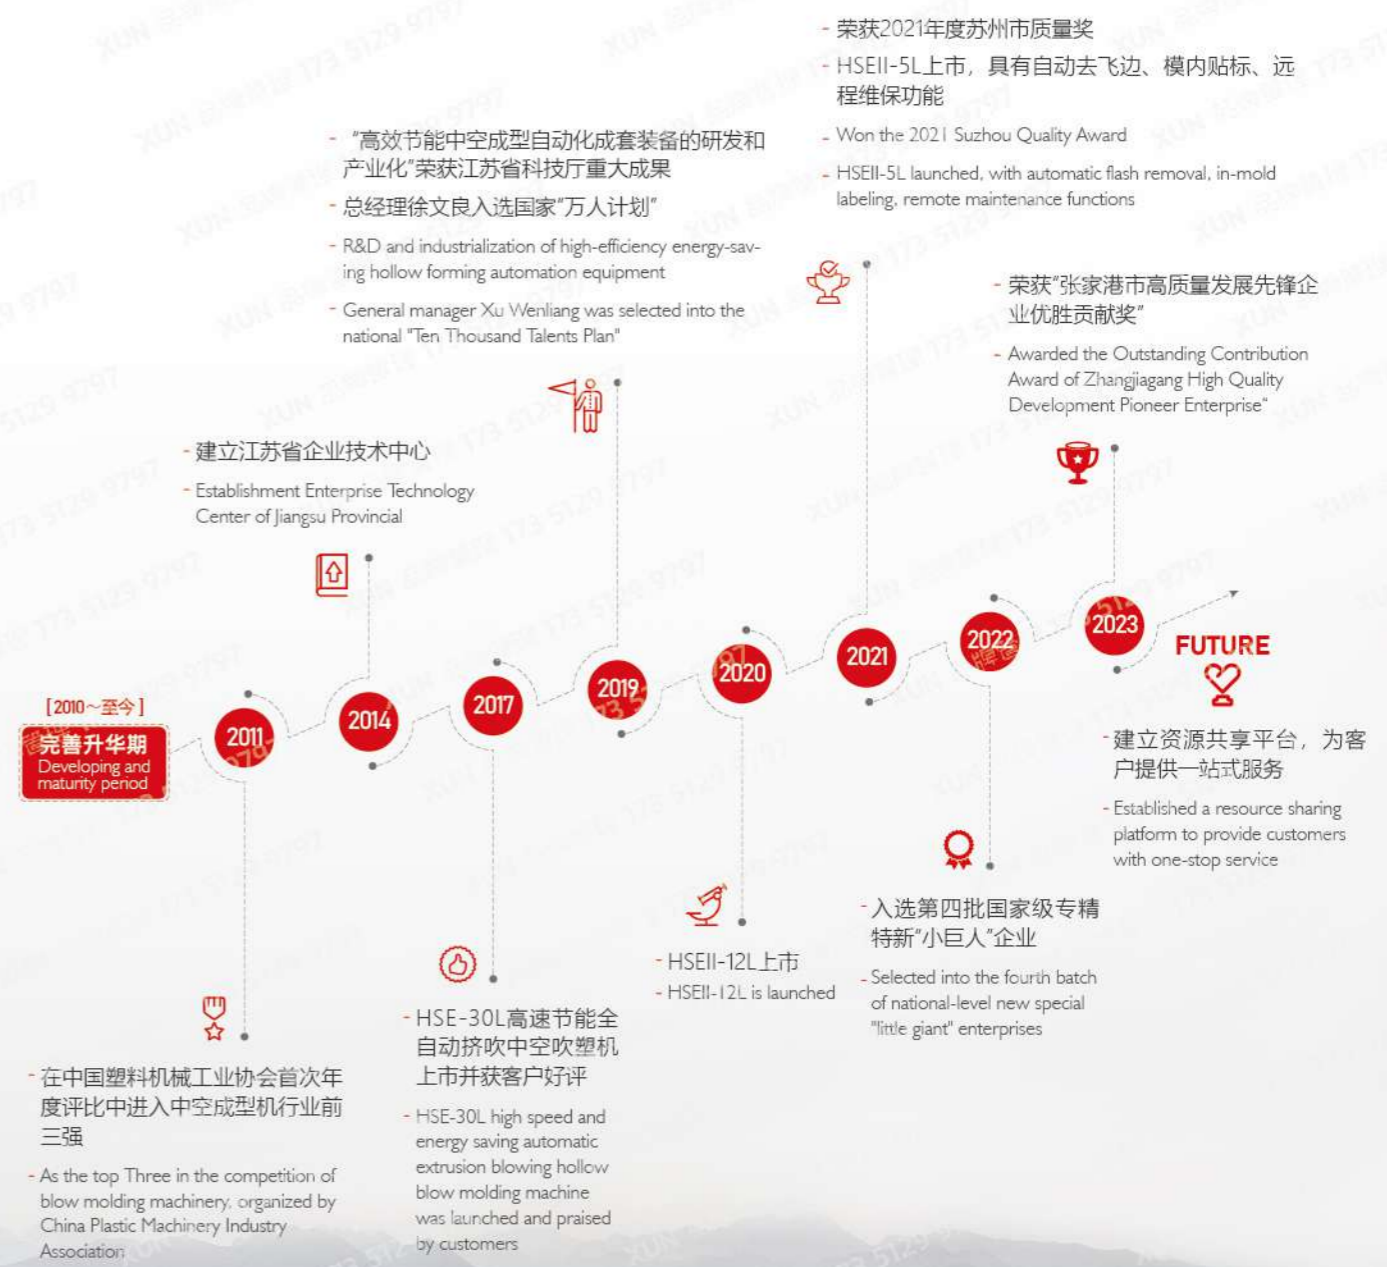 [2010～至今]
完善升华期
Developing and
maturity period
2011
- 在中国塑料机械工业协会首次年
度评比中进入中空成型机行业前
三强
- As the top Three in the competition of
blow molding machinery, organized by
China Plastic Machinery Industry
Association
- 建立江苏省企业技术中心
- Establishment Enterprise Technology
Center of Jiangsu Provincial
2014
2017
- HSE-30L高速节能全
自动挤吹中空吹塑机
上市并获客户好评
- HSE-30L high speed and
energy saving automatic
extrusion blowing hollow
blow molding machine
was launched and praised
by customers
- “高效节能中空成型自动化成套装备的研发和
产业化”荣获江苏省科技厅重大成果
- 总经理徐文良入选国家“万人计划”
- R&D and industrialization of high-efficiency energy-sav-
ing hollow forming automation equipment
- General manager Xu Wenliang was selected into the
national "Ten Thousand Talents Plan"
2019
2020
- HSEII-12L上市
- HSEII-12L is launched
- 荣获2021年度苏州市质量奖
- HSEII-5L上市，具有自动去飞边、模内贴标、远
程维保功能
- Won the 2021 Suzhou Quality Award
- HSEII-5L launched, with automatic flash removal, in-mold
labeling, remote maintenance functions
2021
2022
- 入选第四批国家级专精
特新“小巨人”企业
- Selected into the fourth batch
of national-level new special
"little giant" enterprises
- 荣获“张家港市高质量发展先锋企
业优胜贡献奖”
- Awarded the Outstanding Contribution
Award of Zhangjiagang High Quality
Development Pioneer Enterprise"
2023
FUTURE
- 建立资源共享平台，为客
户提供一站式服务
- Established a resource sharing
platform to provide customers
with one-stop service